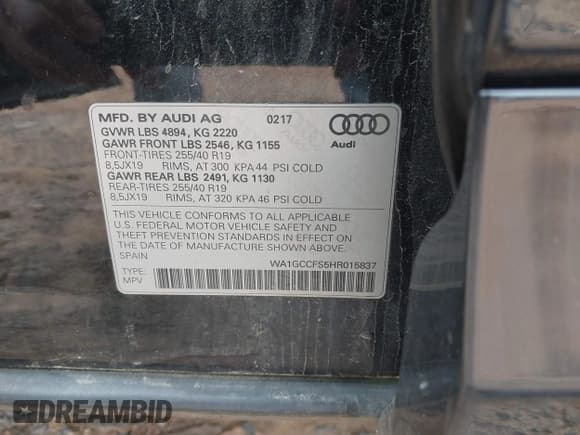 MFD. BY AUDI AG 0217
GVWR LBS 4894, KG 2220
GAWR FRONT LBS 2546, KG 1155
FRONT-TIRES 255/40 R19
8,5JX19 RIMS, AT 300 KPA 44 PSI COLD
GAWR REAR LBS 2491, KG 1130
REAR-TIRES 255/40 R19
8,5JX19 RIMS, AT 320 KPA 46 PSI COLD
Audi
THIS VEHICLE CONFORMS TO ALL APPLICABLE
U.S. FEDERAL MOTOR VEHICLE SAFETY AND
THEFT PREVENTION STANDARDS IN EFFECT ON
THE DATE OF MANUFACTURE SHOWN ABOVE.
SPAIN
WA1GCCFS5HR015837
TYPE:
MPV
DREAMBID